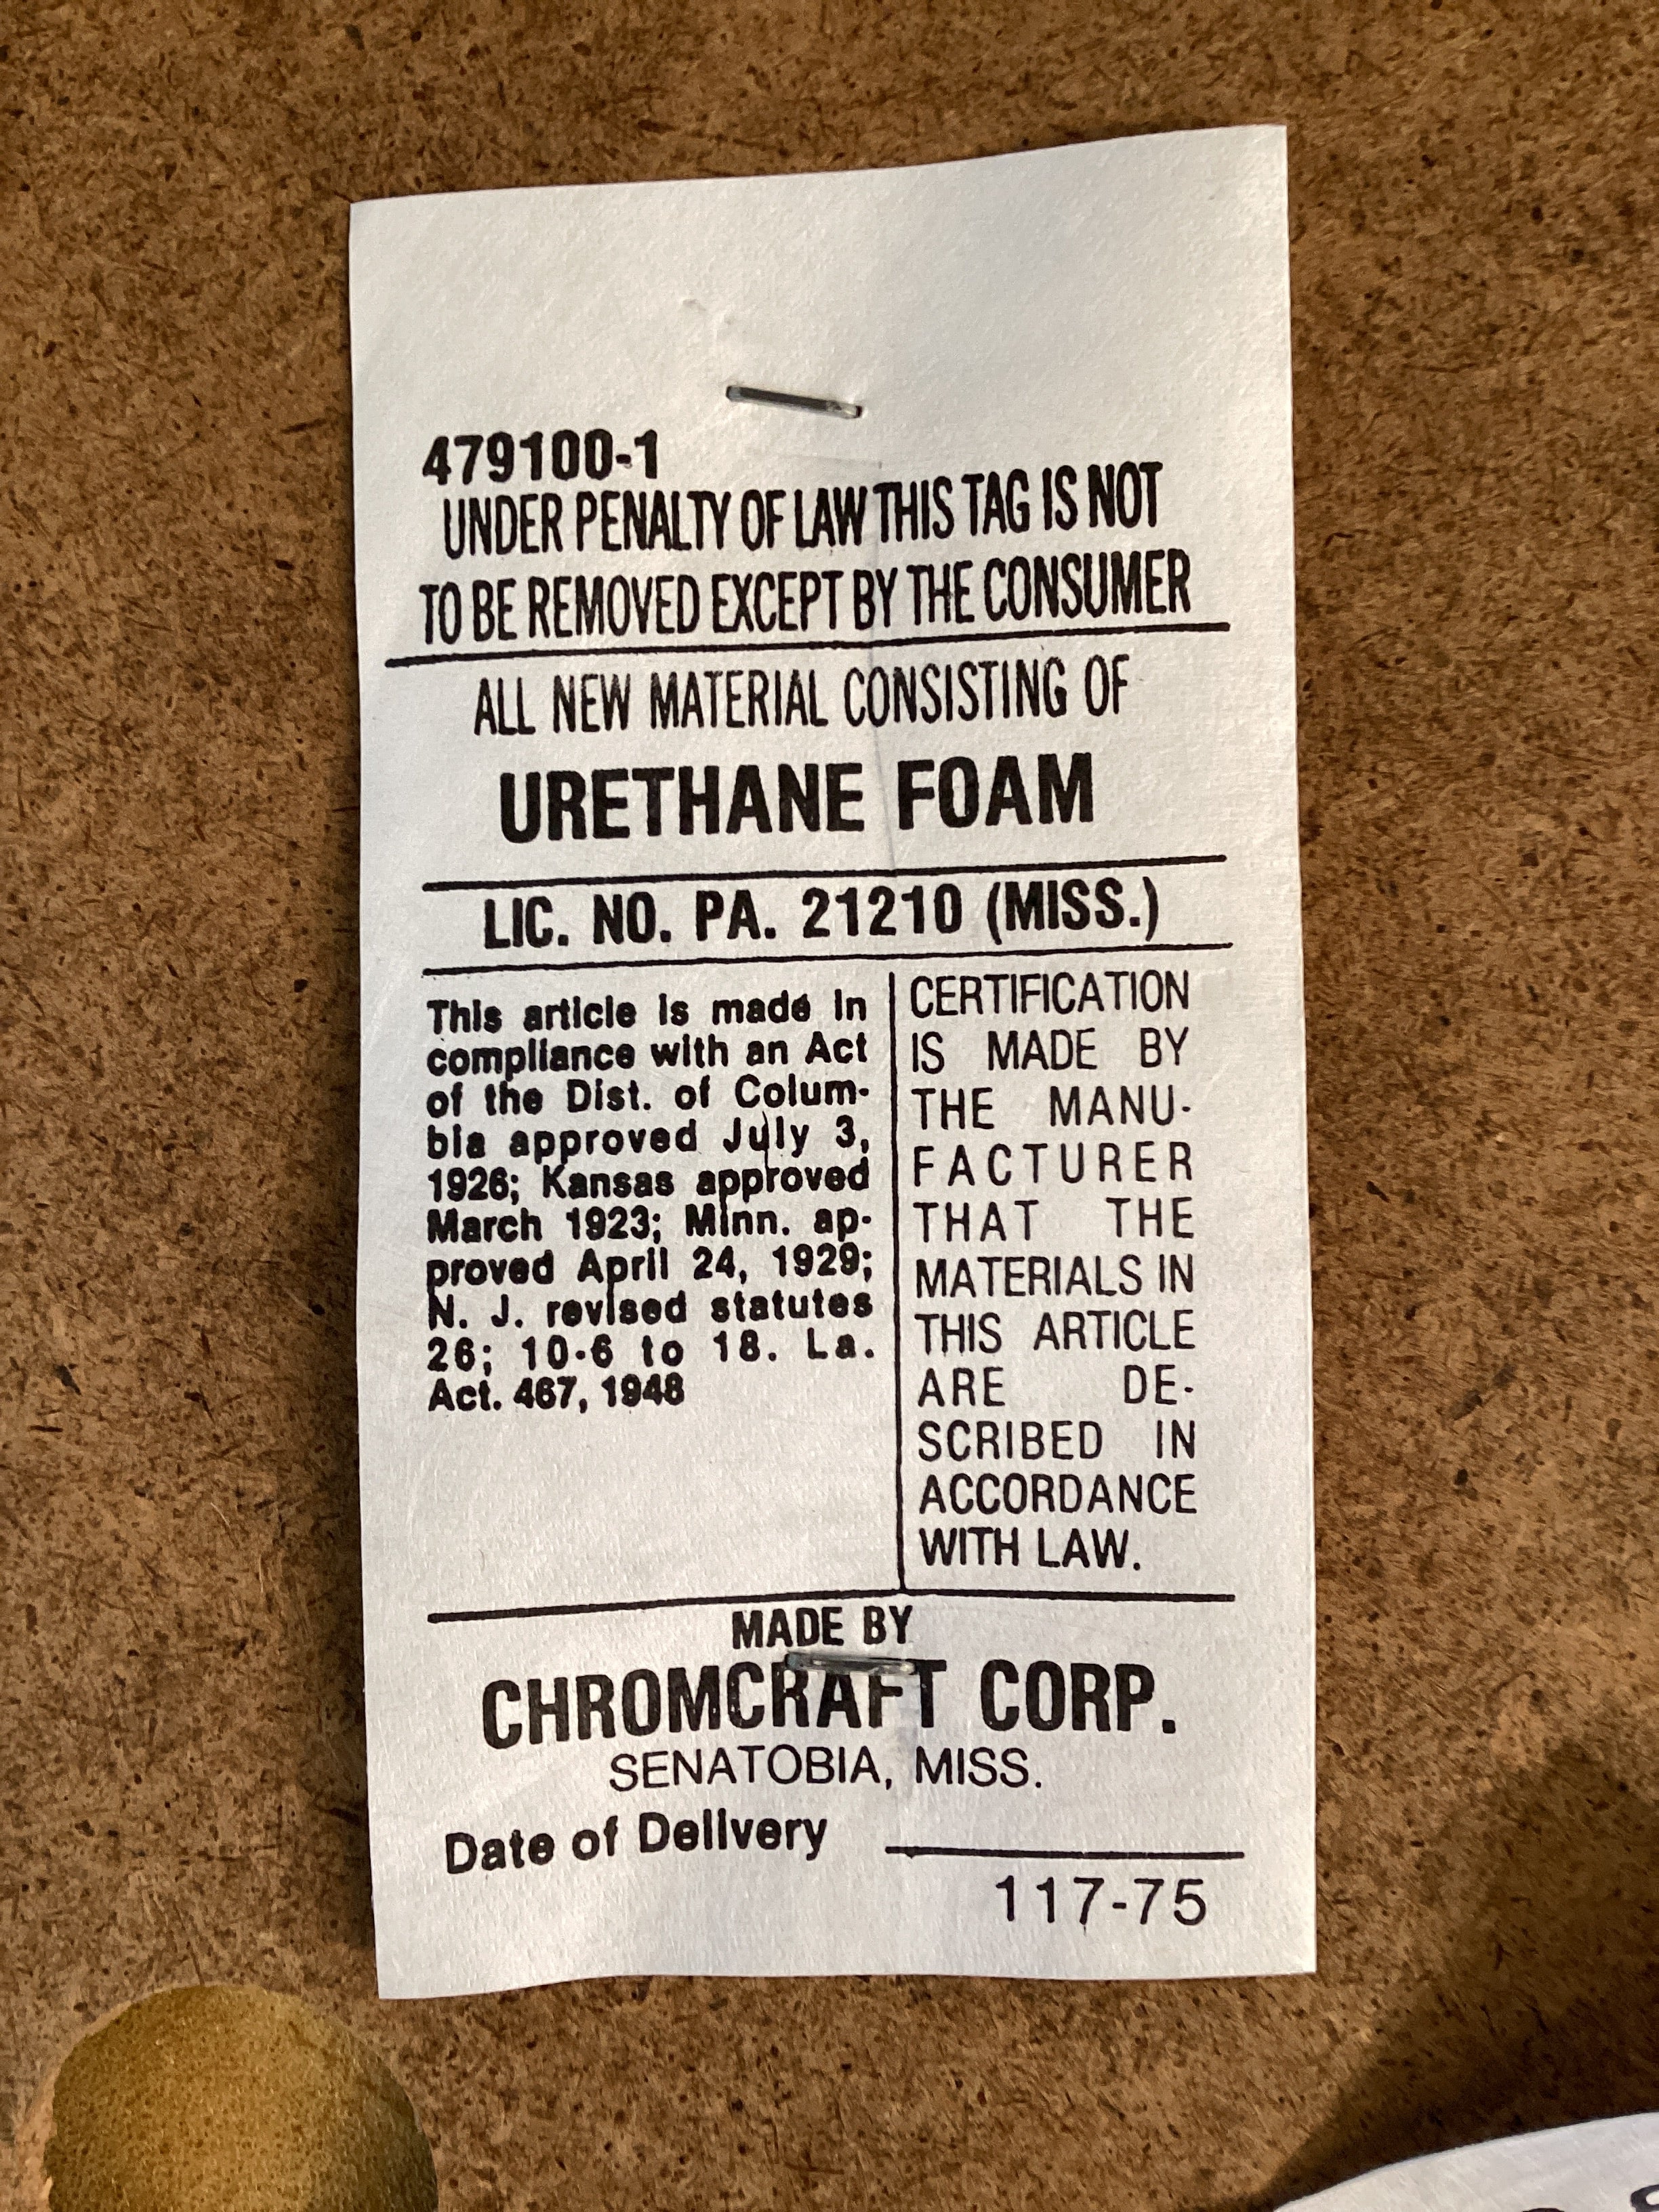 479100-1
UNDER PENALTY OF LAW THIS TAG IS NOT
TO BE REMOVED EXCEPT BY THE CONSUMER
ALL NEW MATERIAL CONSISTING OF
URETHANE FOAM
LIC. NO. PA. 21210 (MISS.)
This article is made in
compliance with an Act
of the Dist. of Colum-
bia approved July 3,
1926; Kansas approved
March 1923; Minn. ap-
proved April 24, 1929;
N. J. revised statutes
26; 10-6 to 18. La.
Act. 467, 1948
CERTIFICATION
IS MADE BY
THE MANU-
FACTURER
THAT THE
MATERIALS IN
THIS ARTICLE
ARE DE-
SCRIBED IN
ACCORDANCE
WITH LAW.
MADE BY
CHROMCRAFT CORP.
SENATOBIA, MISS.
Date of Delivery
117-75